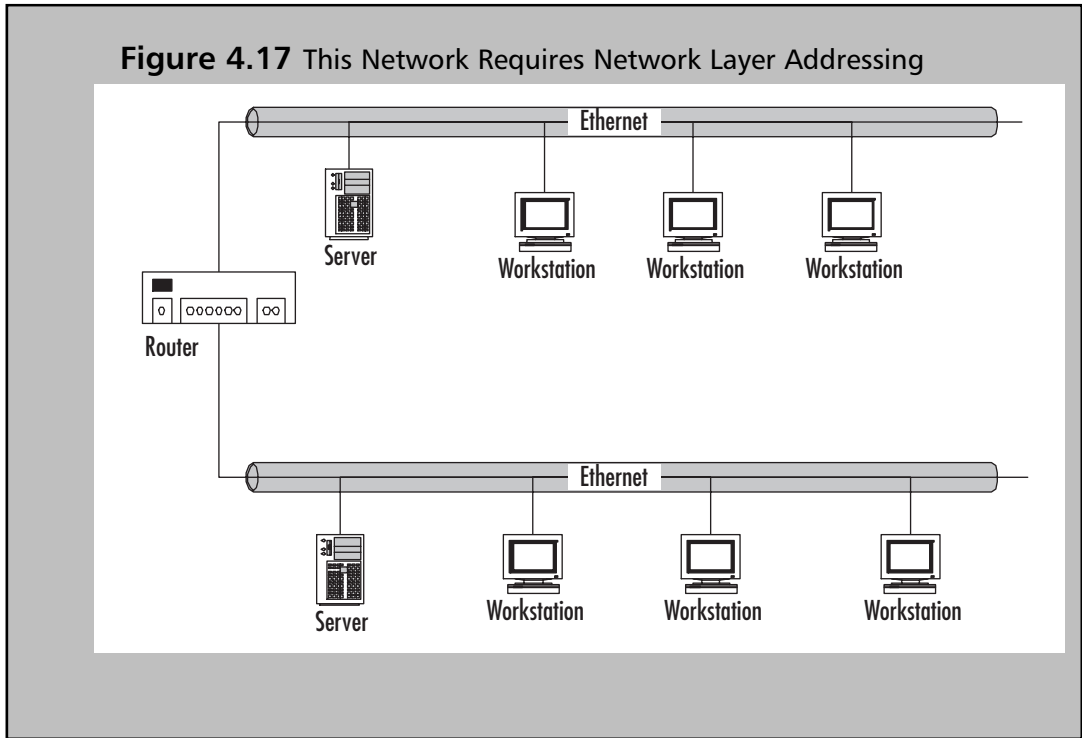 Figure 4.17 This Network Requires Network Layer Addressing
Ethernet
Server
Workstation
Workstation
Workstation
Router
Ethernet
Server
Workstation
Workstation
Workstation